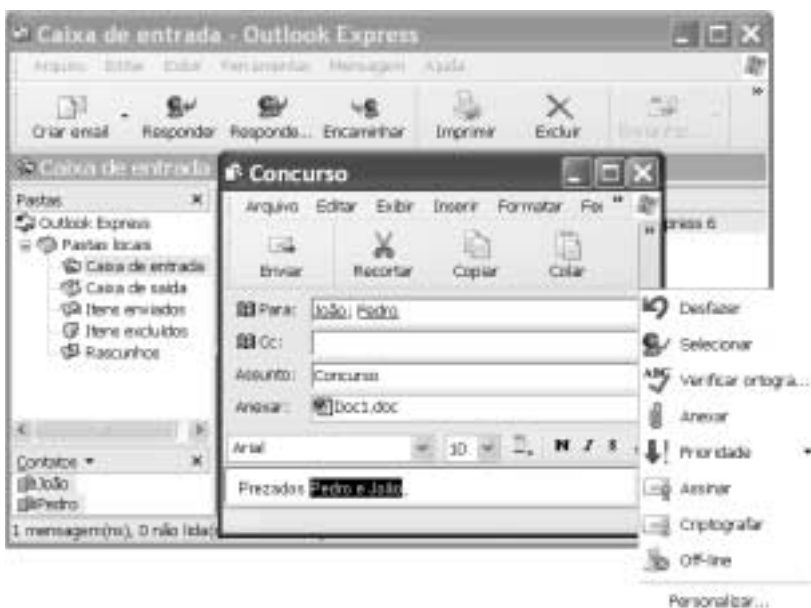 Caixa de entrada - Outlook Express
Arquivo Editar Exibir Ferramentas Mensagem Ajuda
Criar email Responder Responde... Encaminhar Imprimir Excluir
Caixa de entrada
Pastas
Outlook Express
Pastas locais
Caixa de entrada
Caixa de saída
Itens enviados
Itens excluídos
Rascunhos
Contatos
João
Pedro
1 mensagem(ns), 0 não lida(
press 6
Concurso
Arquivo Editar Exibir Inserir Formatar Fei
Enviar Recortar Copiar Colar
Para: João; Pedro
Cc:
Assunto: Concurso
Anexar: Doc1.doc
Arial 10 N I S
Prezados Pedro e João.
Desfazer
Selecionar
ABC Verificar ortogra...
Anexar
Prioridade
Assinar
Criptografar
Off-line
Personalizar...